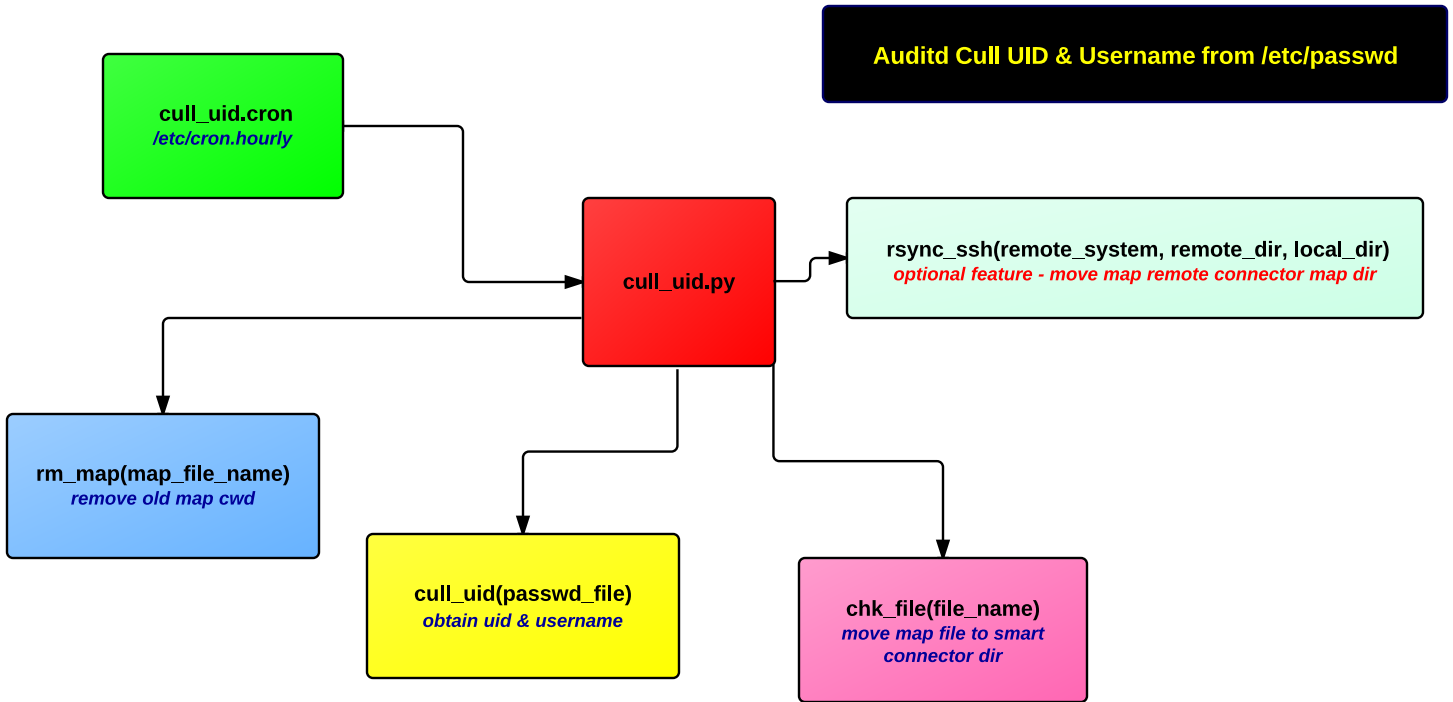 Auditd Cull UID & Username from /etc/passwd
cull_uid.cron
/etc/cron.hourly
cull_uid.py
rsync_ssh(remote_system, remote_dir, local_dir)
optional feature - move map remote connector map dir
rm_map(map_file_name)
remove old map cwd
cull_uid(passwd_file)
obtain uid & username
chk_file(file_name)
move map file to smart
connector dir